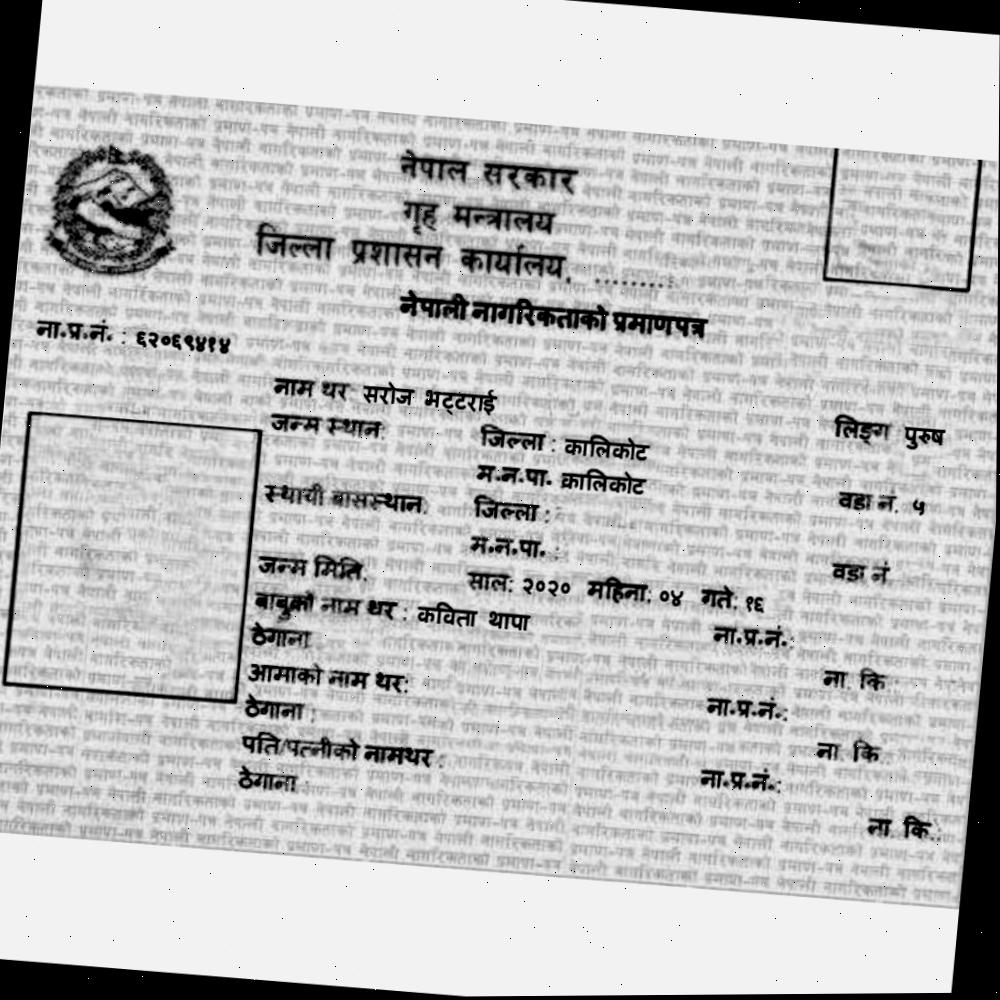 नेपाल सरकार
गृह मन्त्रालय
जिल्ला प्रशासन कार्यालय, .........
नेपाली नागरिकताको प्रमाणपत्र
ना.प्र.नं. : ६२०६९४१४
नाम थर सरोज भट्टराई लिङ्ग पुरुष
जन्म स्थान: जिल्ला : कालिकोट
म.न.पा. कालिकोट वडा नं. ५
स्थायी बासस्थान: जिल्ला :
म.न.पा. : वडा नं
जन्म मिति: साल: २०२० महिना: ०४ गते: १६
बाबुको नाम थर : कविता थापा ना.प्र.नं.:
ठेगाना ना. कि.:
आमाको नाम थर: ना.प्र.नं.:
ठेगाना : ना. कि.
पति/पत्नीको नामथर : ना.प्र.नं.:
ठेगाना : ना. कि.: